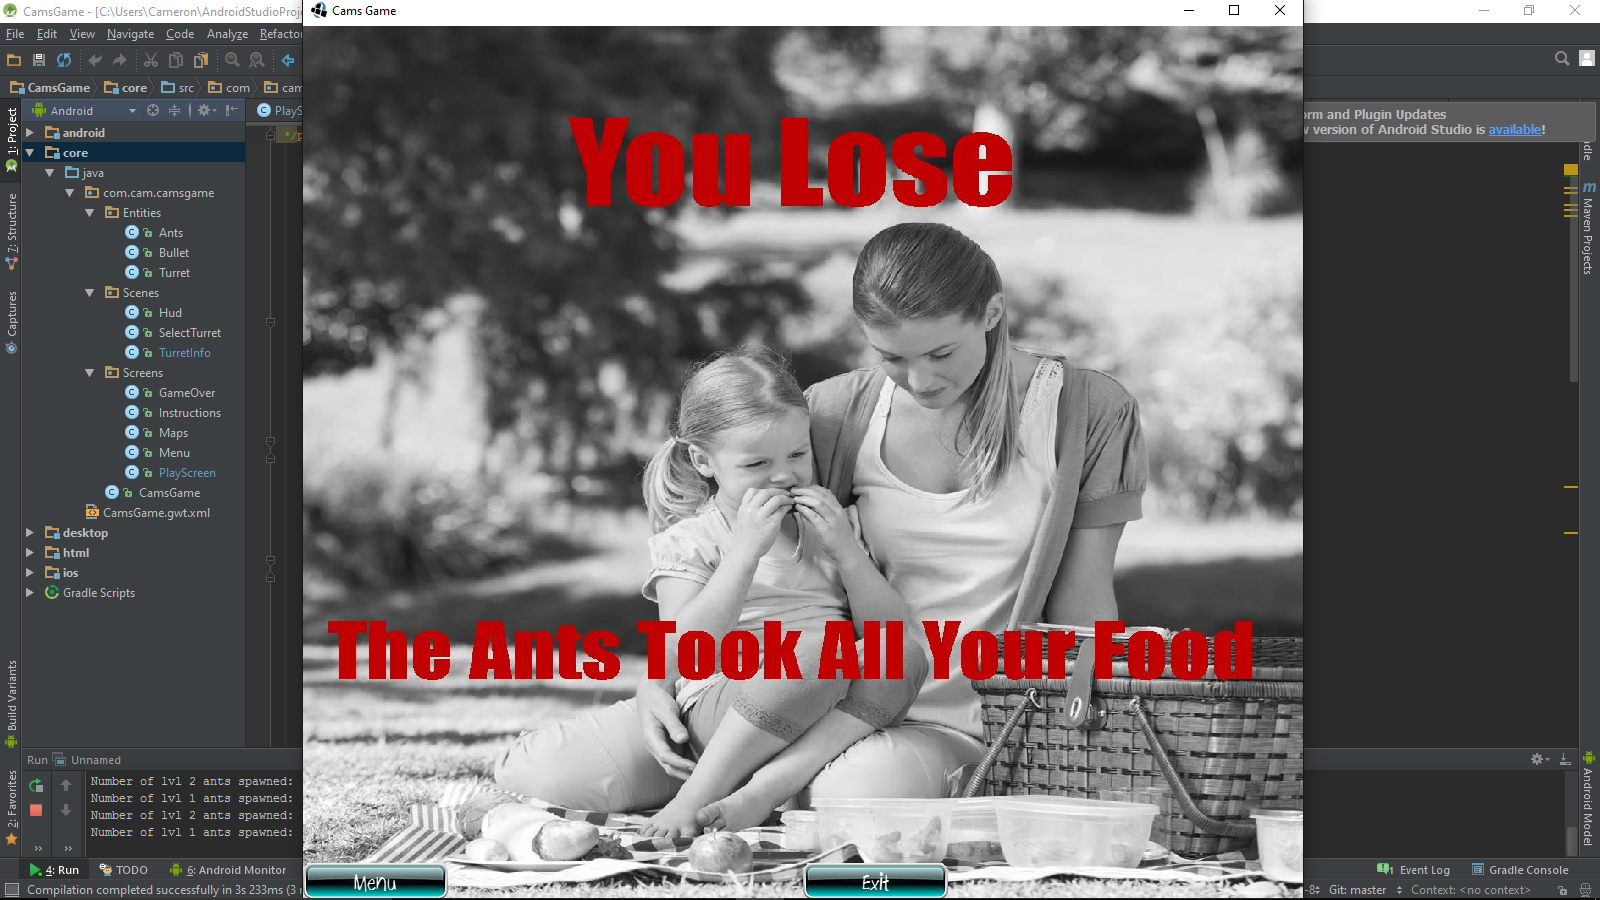 CamsGame - [C:\Users\Cameron\AndroidStudioProj
Cams Game
File Edit View Navigate Code Analyze Refactor
CamsGame core src com cam
Android
PlayS
1: Project
7: Structure
Captures
Build Variants
2: Favorites
android
core
java
com.cam.camsgame
Entities
Ants
Bullet
Turret
Scenes
Hud
SelectTurret
TurretInfo
Screens
GameOver
Instructions
Maps
Menu
PlayScreen
CamsGame
CamsGame.gwt.xml
desktop
html
ios
Gradle Scripts
You Lose
The Ants Took All Your Food
Menu
Exit
orm and Plugin Updates
w version of Android Studio is available!
dle
Maven Projects
Android Model
Run Unnamed
Number of lvl 2 ants spawned:
Number of lvl 1 ants spawned:
Number of lvl 2 ants spawned:
Number of lvl 1 ants spawned:
4: Run TODO 6: Android Monitor
1 Event Log Gradle Console
Compilation completed successfully in 3s 233ms (3
-8 Git: master Context: <no context>